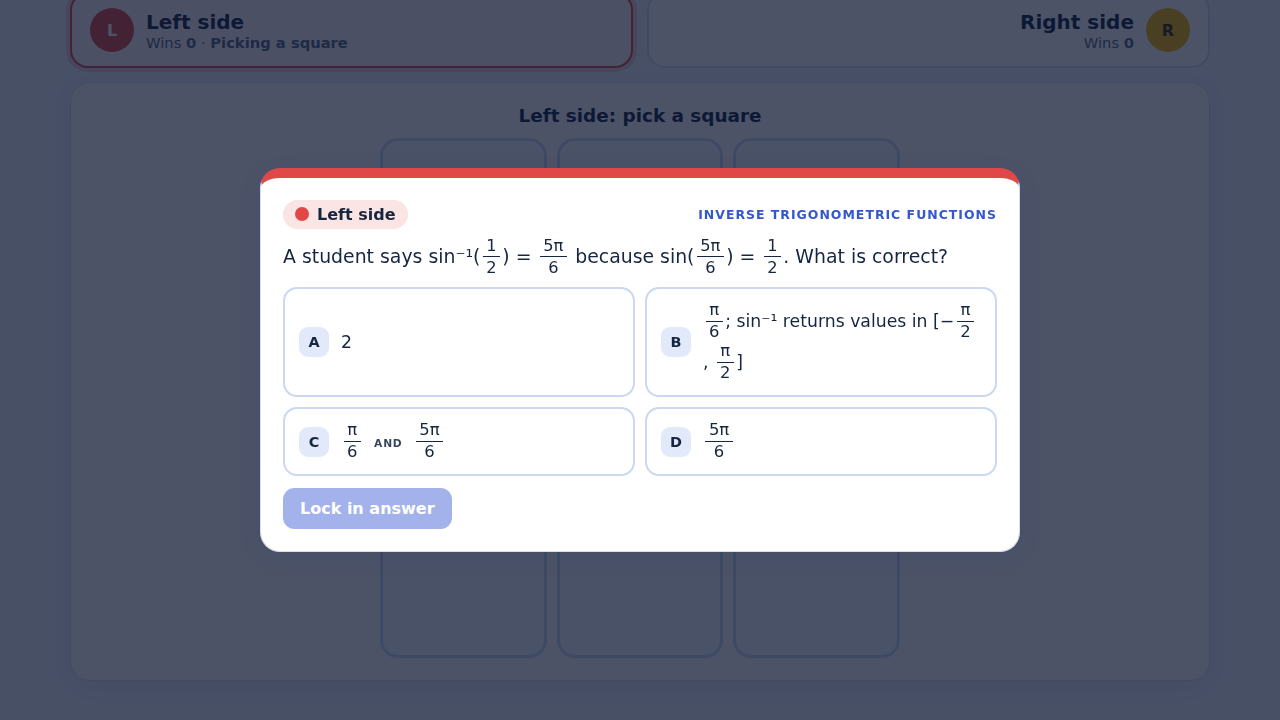 L
Left side
Wins 0 · Picking a square
Right side
Wins 0
R
Left side: pick a square
Left side
INVERSE TRIGONOMETRIC FUNCTIONS
A student says sin⁻¹(1/2) = 5π/6 because sin(5π/6) = 1/2. What is correct?
A 2
B π/6; sin⁻¹ returns values in [−π/2
, π/2]
C π/6 AND 5π/6
D 5π/6
Lock in answer